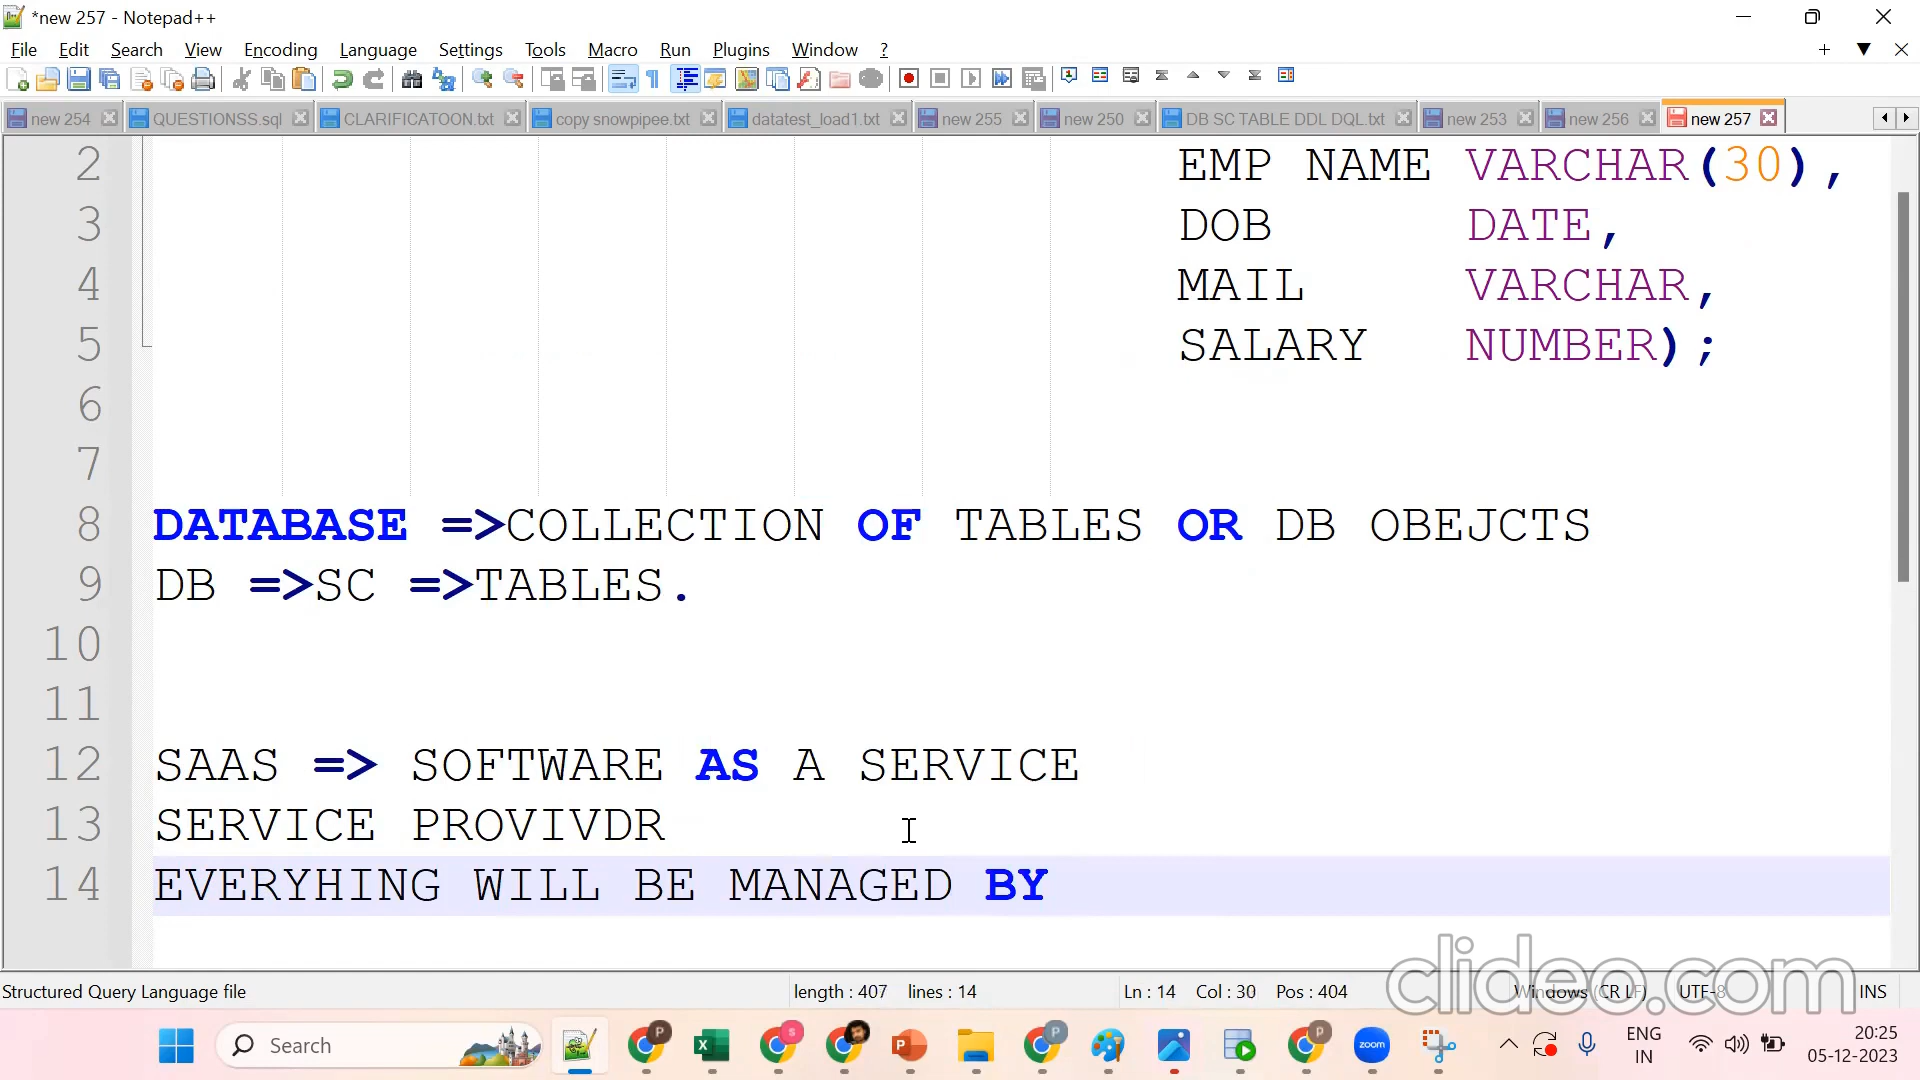 *new 257 - Notepad++
File Edit Search View Encoding Language Settings Tools Macro Run Plugins Window ?
new 254 QUESTIONSS.sql CLARIFICATOON.txt copy snowpipee.txt datatest_load1.txt new 255 new 250 DB SC TABLE DDL DQL.txt new 253 new 256 new 257
2 EMP NAME VARCHAR(30),
3 DOB DATE,
4 MAIL VARCHAR,
5 SALARY NUMBER);
6
7
8 DATABASE =>COLLECTION OF TABLES OR DB OBEJCTS
9 DB =>SC =>TABLES.
10
11
12 SAAS => SOFTWARE AS A SERVICE
13 SERVICE PROVIVDR
14 EVERYHING WILL BE MANAGED BY
clideo.com
Structured Query Language file length : 407 lines : 14 Ln : 14 Col : 30 Pos : 404 Windows (CR LF) UTF-8 INS
Search zoom ENG 20:25
IN 05-12-2023